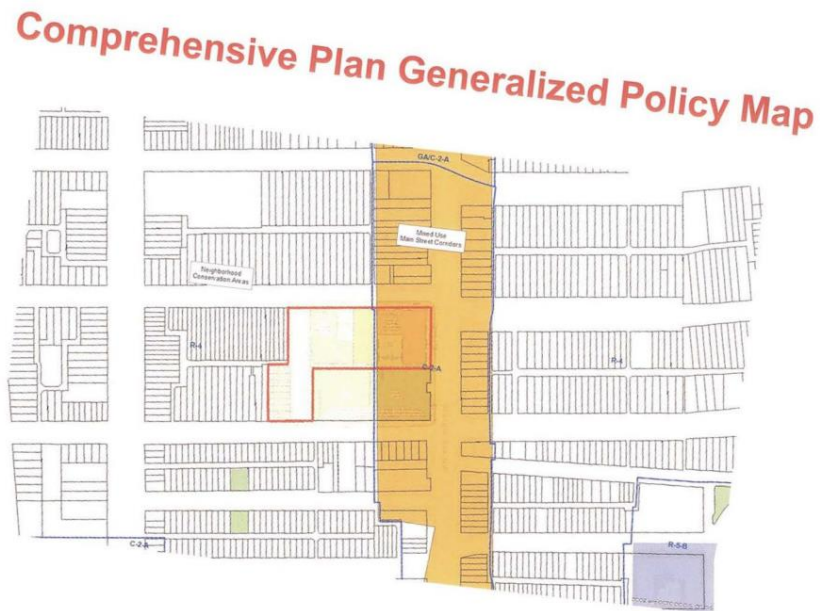 Comprehensive Plan Generalized Policy Map
GA/C-2-A
Mixed Use
Main Street Corridors
Neighborhood
Conservation Areas
R-4
R-4
C-2-A
C-2-A
R-5-B